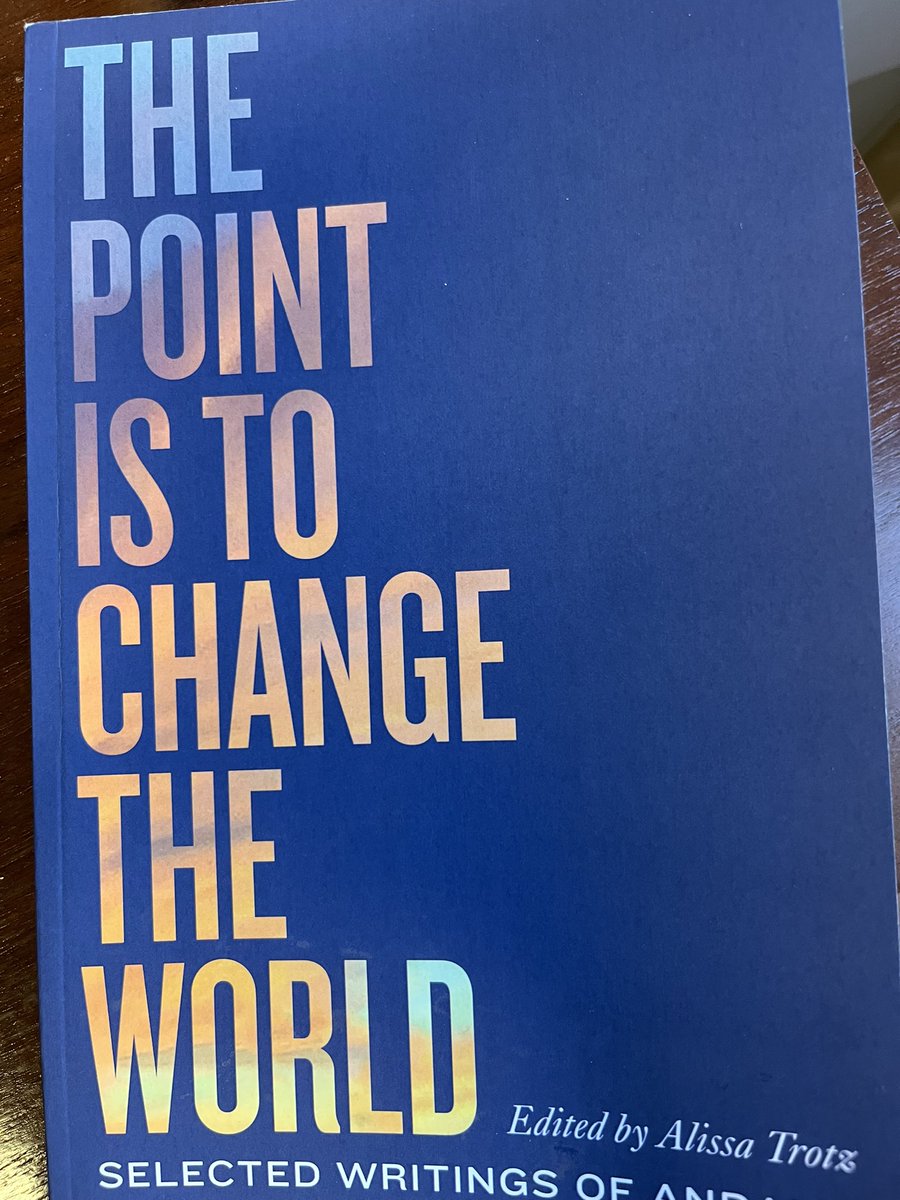 THE
POINT
IS TO
CHANGE
THE
WORLD
Edited by Alissa Trotz
SELECTED WRITINGS OF